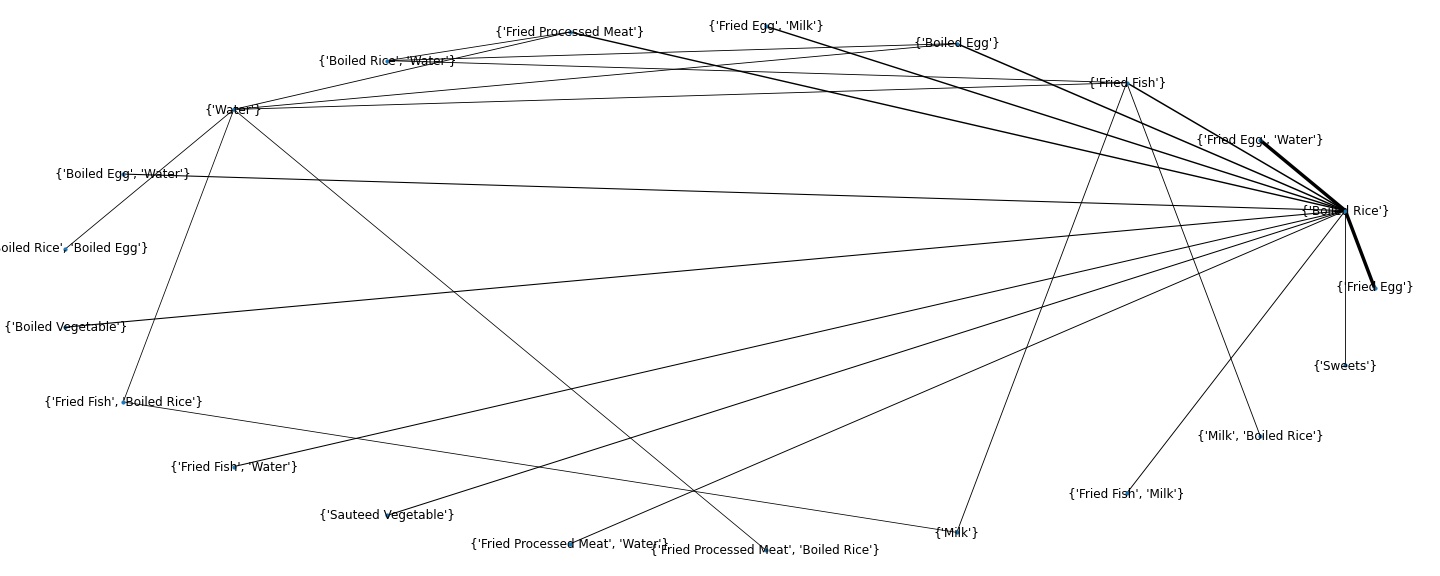 {'Fried Egg', 'Milk'}
{'Fried Processed Meat'}
{'Boiled Egg'}
{'Boiled Rice', 'Water'}
{'Fried Fish'}
{'Water'}
{'Fried Egg', 'Water'}
{'Boiled Egg', 'Water'}
{'Boiled Rice'}
oiled Rice', 'Boiled Egg'}
{'Fried Egg'}
{'Boiled Vegetable'}
{'Sweets'}
{'Fried Fish', 'Boiled Rice'}
{'Milk', 'Boiled Rice'}
{'Fried Fish', 'Water'}
{'Fried Fish', 'Milk'}
{'Sauteed Vegetable'}
{'Milk'}
{'Fried Processed Meat', 'Water'}
{'Fried Processed Meat', 'Boiled Rice'}